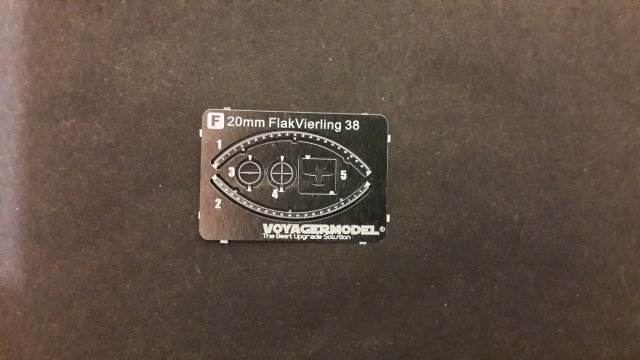 F 20mm FlakVierling 38
1
3
4
5
2
VOYAGERMODEL®
The Best Upgrade Solution